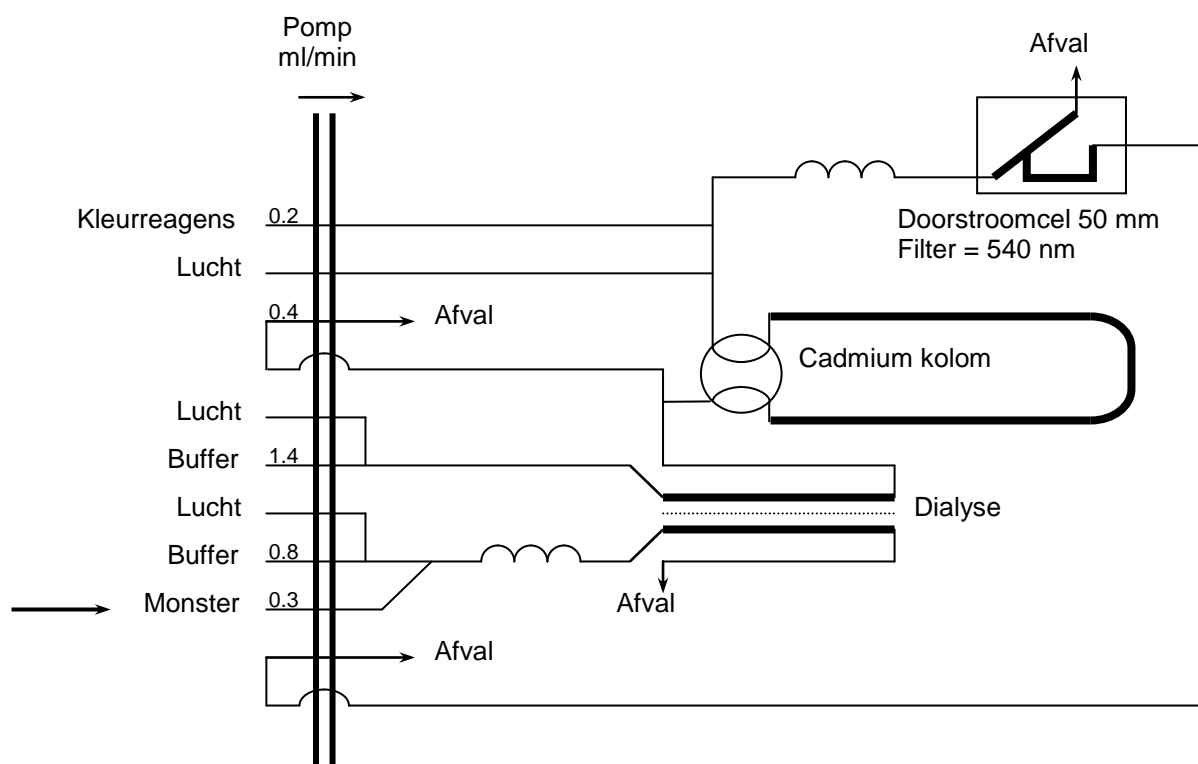 Pomp
ml/min
Afval
Kleurreagens 0.2
Doorstroomcel 50 mm
Filter = 540 nm
Lucht
0.4 Afval
Cadmium kolom
Lucht
Buffer 1.4
Lucht
Dialyse
Buffer 0.8
Monster 0.3
Afval
Afval